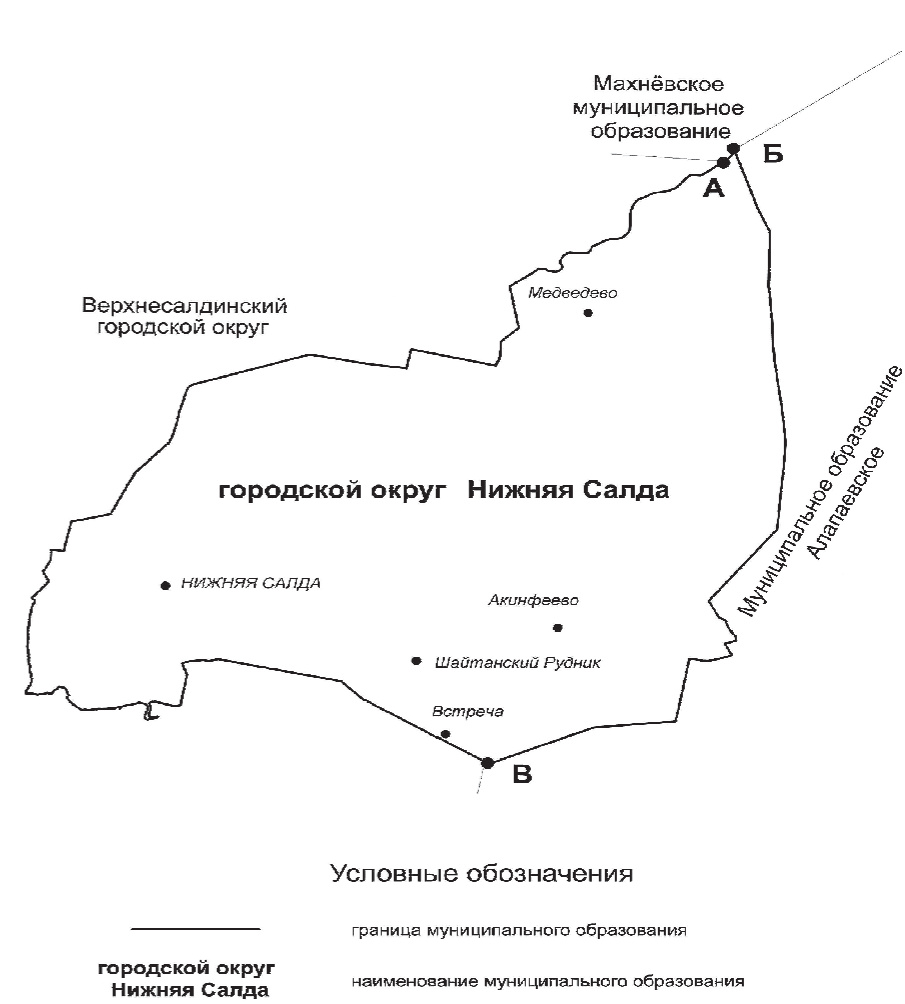 Махнёвское
муниципальное
образование
Б
А
Медведево
Верхнесалдинский
городской округ
Муниципальное образование
Алапаевское
городской округ Нижняя Салда
НИЖНЯЯ САЛДА
Акинфеево
Шайтанский Рудник
Встреча
В
Условные обозначения
граница муниципального образования
городской округ
Нижняя Салда
наименование муниципального образования